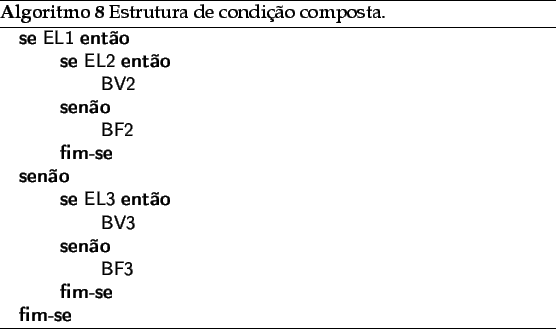 Algoritmo 8 Estrutura de condição composta.
se EL1 então
se EL2 então
BV2
senão
BF2
fim-se
senão
se EL3 então
BV3
senão
BF3
fim-se
fim-se